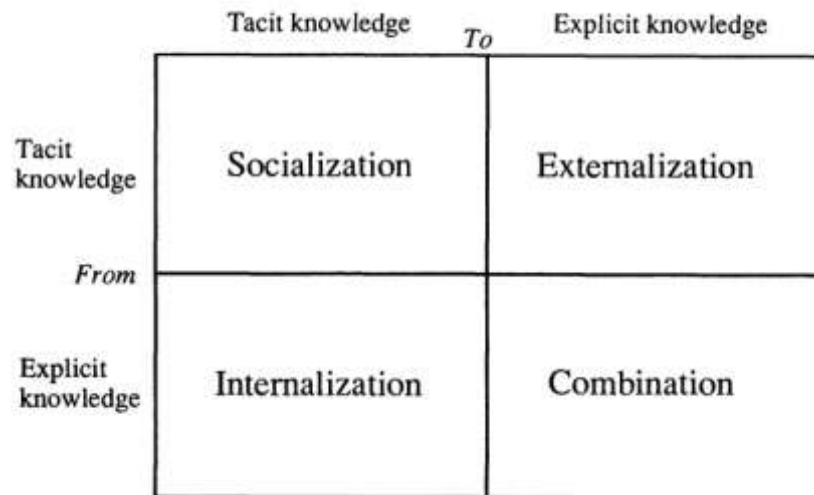 Tacit knowledge To Explicit knowledge
Tacit
knowledge
Socialization Externalization
From
Explicit
knowledge
Internalization Combination